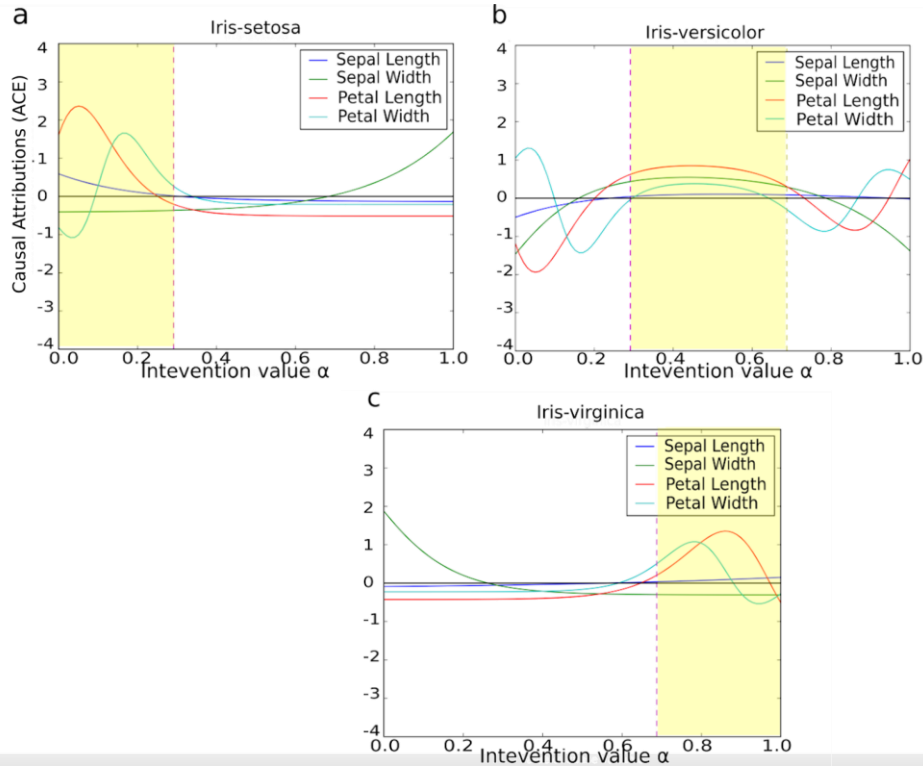 a
Iris-setosa
Causal Attributions (ACE)
4
3
2
.1
0
-1
-2
-3
-4
Sepal Length
Sepal Width
Petal Length
Petal Width
0.0 0.2 0.4 0.6 0.8 1.0
Intevention value α
b
Iris-versicolor
4
3
2
1
0
-1
-2
-3
-4
Sepal Length
Sepal Width
Petal Length
Petal Width
0.0 0.2 0.4 0.6 0.8 1.0
Intevention value α
c
Iris-virginica
4
3
2
1
0
-1
-2
-3
-4
Sepal Length
Sepal Width
Petal Length
Petal Width
0.0 0.2 0.4 0.6 0.8 1.0
Intevention value α